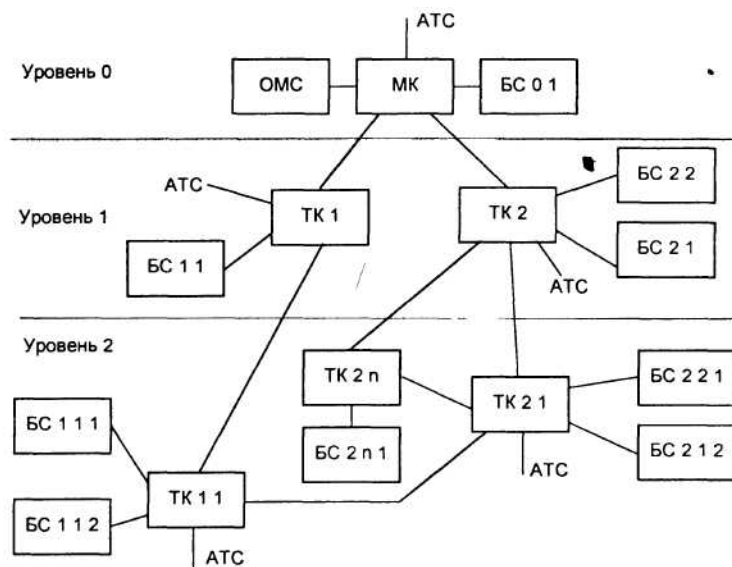 АТС
Уровень 0
ОМС
МК
БС 0 1
АТС
БС 2 2
Уровень 1
ТК 1
ТК 2
БС 1 1
БС 2 1
АТС
Уровень 2
ТК 2 n
ТК 2 1
БС 2 2 1
БС 1 1 1
БС 2 n 1
БС 2 1 2
АТС
ТК 1 1
БС 1 1 2
АТС